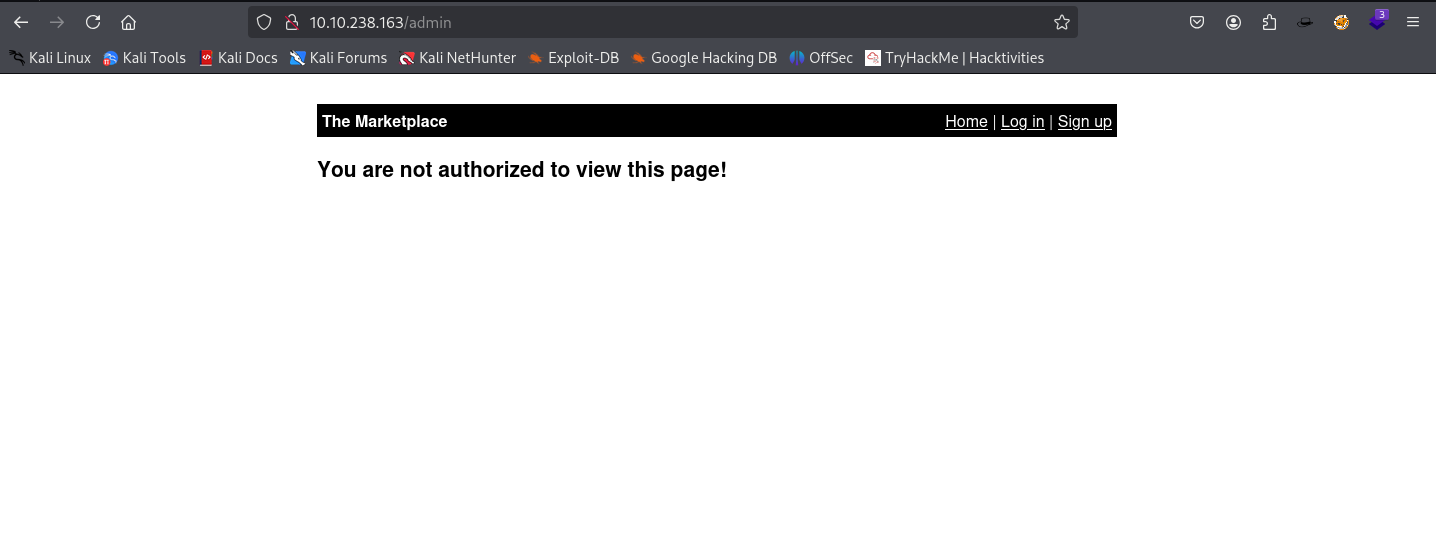 10.10.238.163/admin
3
Kali Linux Kali Tools Kali Docs Kali Forums Kali NetHunter Exploit-DB Google Hacking DB OffSec TryHackMe | Hacktivities
The Marketplace Home | Log in | Sign up
You are not authorized to view this page!